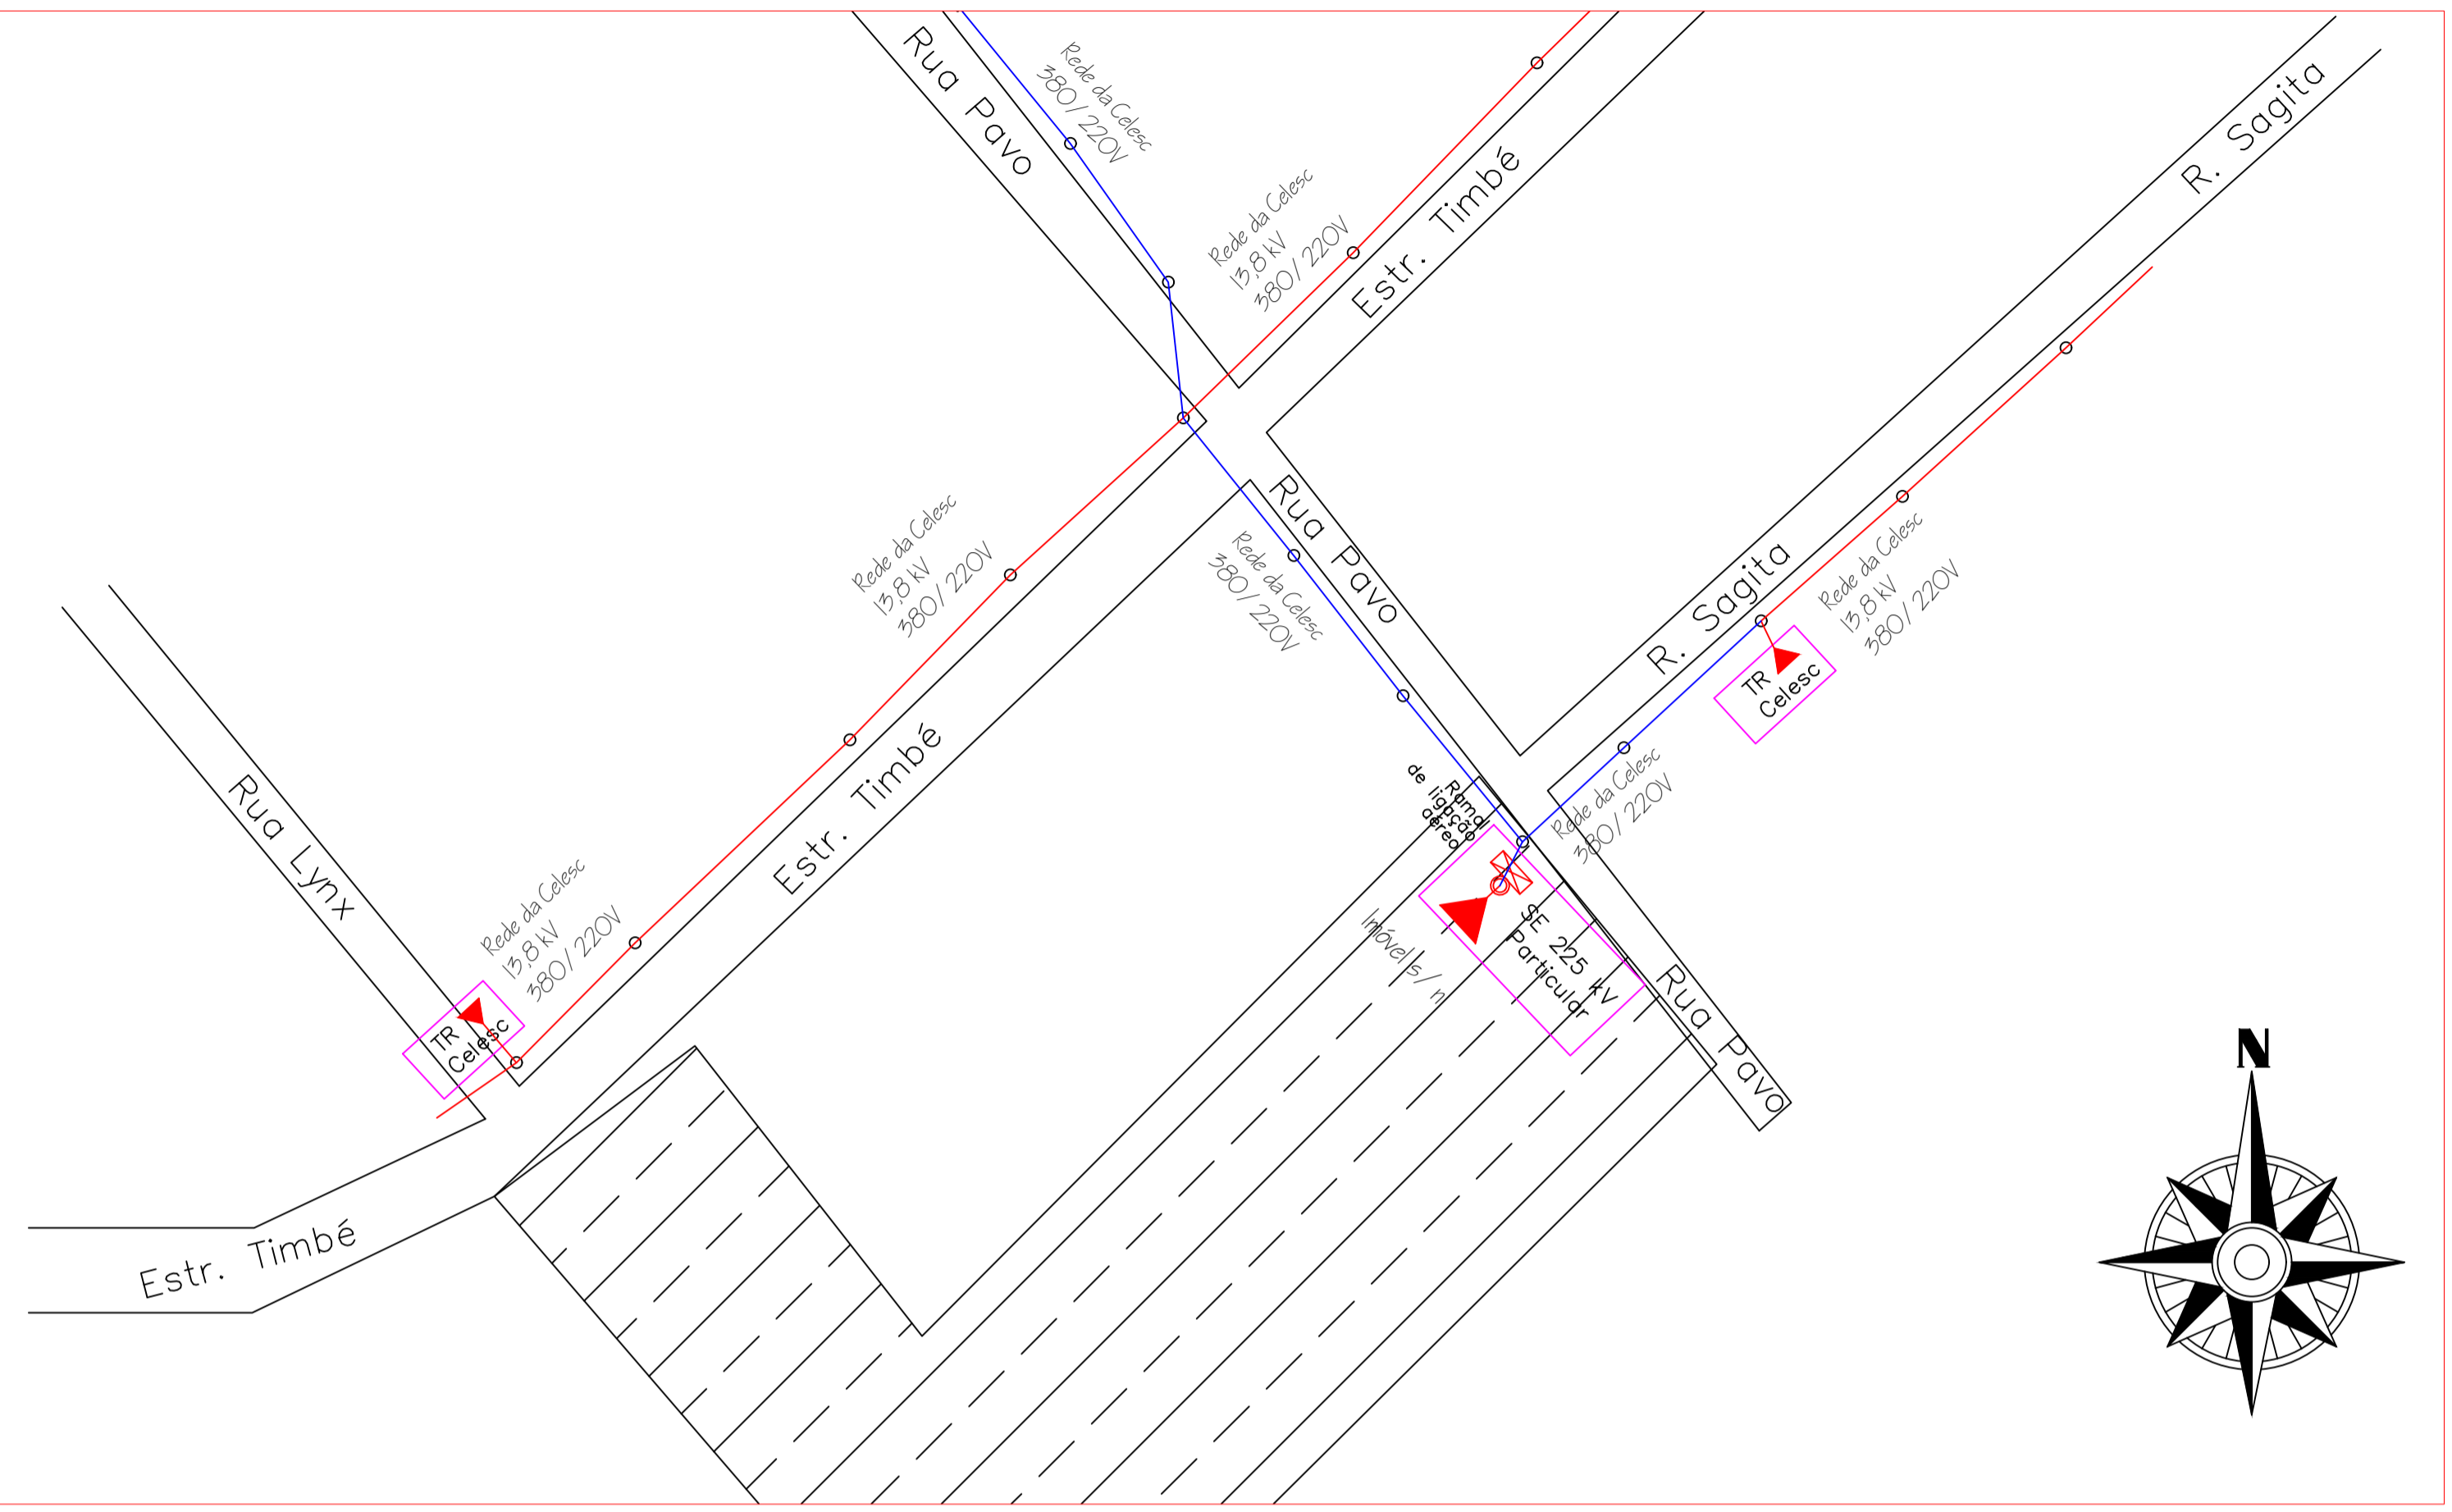 Rua Pavo
Rede da Celesc
380/220V
Rede da Celesc
13,8 kV
380/220V
Estr. Timbé
R. Sagita
Rede da Celesc
13,8 kV
380/220V
Rua Pavo
Rede da Celesc
380/220V
R. Sagita
Rede da Celesc
13,8 kV
380/220V
TR
Celesc
Rua Lynx
Estr. Timbé
Ramal
de ligação
aéreo
Rede da Celesc
380/220V
Rede da Celesc
13,8 kV
380/220V
TR
Celesc
Imóvel s/n
SE 225 kV
Particular
Rua Pavo
N
Estr. Timbé